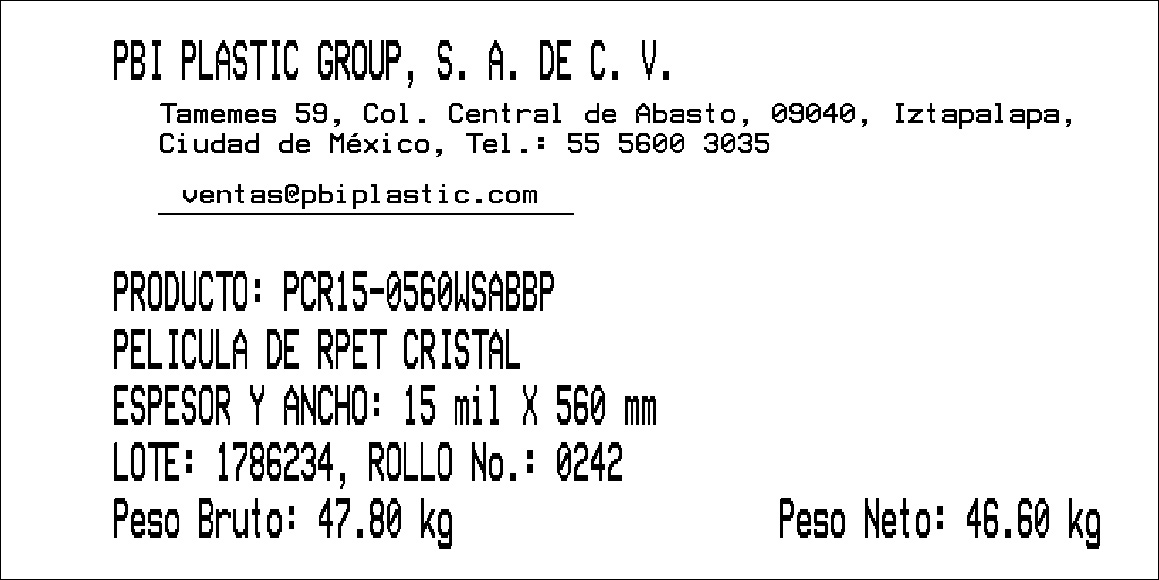 PBI PLASTIC GROUP, S. A. DE C. V.
Tamemes 59, Col. Central de Abasto, 09040, Iztapalapa,
Ciudad de México, Tel.: 55 5600 3035
ventas@pbiplastic.com
PRODUCTO: PCR15-0560WSABBP
PELICULA DE RPET CRISTAL
ESPESOR Y ANCHO: 15 mil X 560 mm
LOTE: 1786234, ROLLO No.: 0242
Peso Bruto: 47.80 kg Peso Neto: 46.60 kg